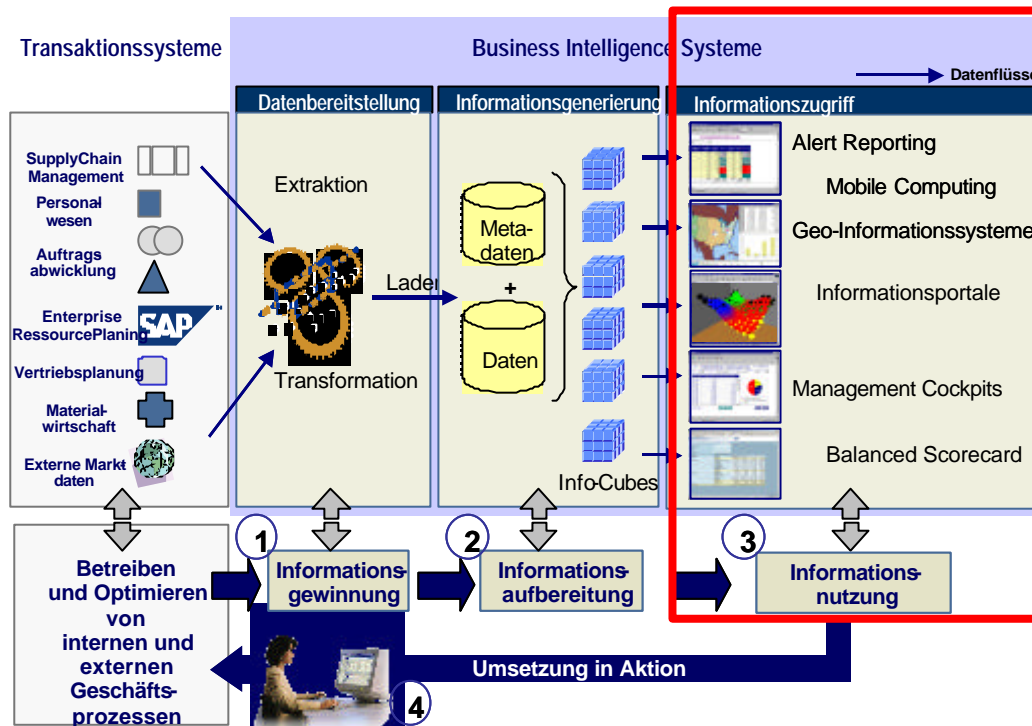 Transaktionssysteme
Business Intelligence Systeme
Datenflüsse
Datenbereitstellung
Informationsgenerierung
Informationszugriff
SupplyChain
Management
Personal
wesen
Auftrags
abwicklung
Enterprise
RessourcePlaning
SAP
Vertriebsplanung
Material-
wirtschaft
Externe Markt-
daten
Extraktion
Transformation
Laden
Meta-
daten
+
Daten
Info-Cubes
Alert Reporting
Mobile Computing
Geo-Informationssysteme
Informationsportale
Management Cockpits
Balanced Scorecard
Betreiben
und Optimieren
von
internen und
externen
Geschäfts-
prozessen
1
Informations-
gewinnung
2
Informations-
aufbereitung
3
Informations-
nutzung
Umsetzung in Aktion
4